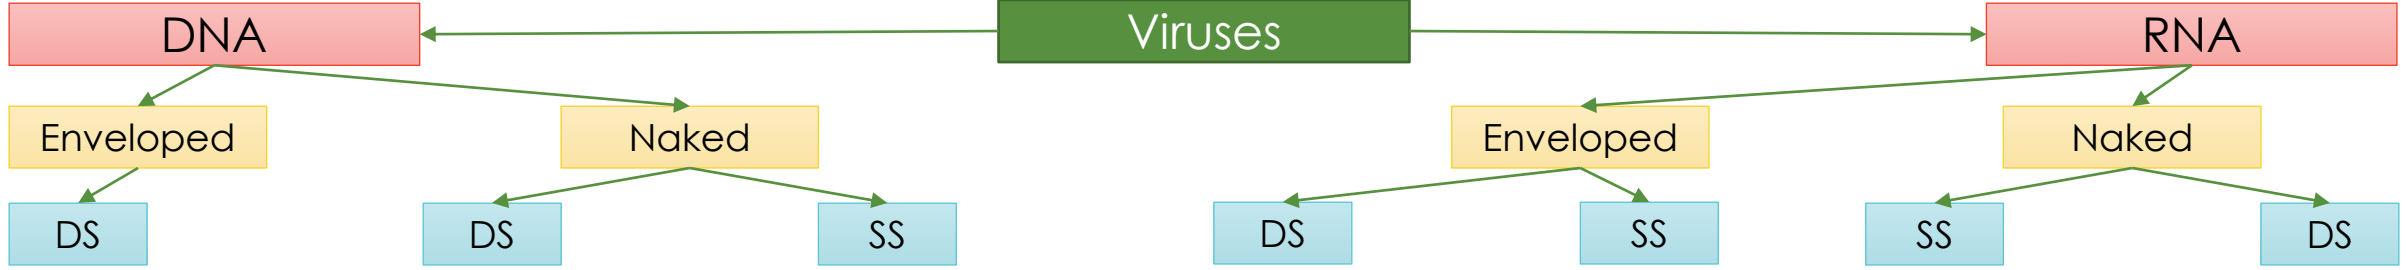 DNA
Viruses
RNA
Enveloped
Naked
Enveloped
Naked
DS
DS
SS
DS
SS
SS
DS